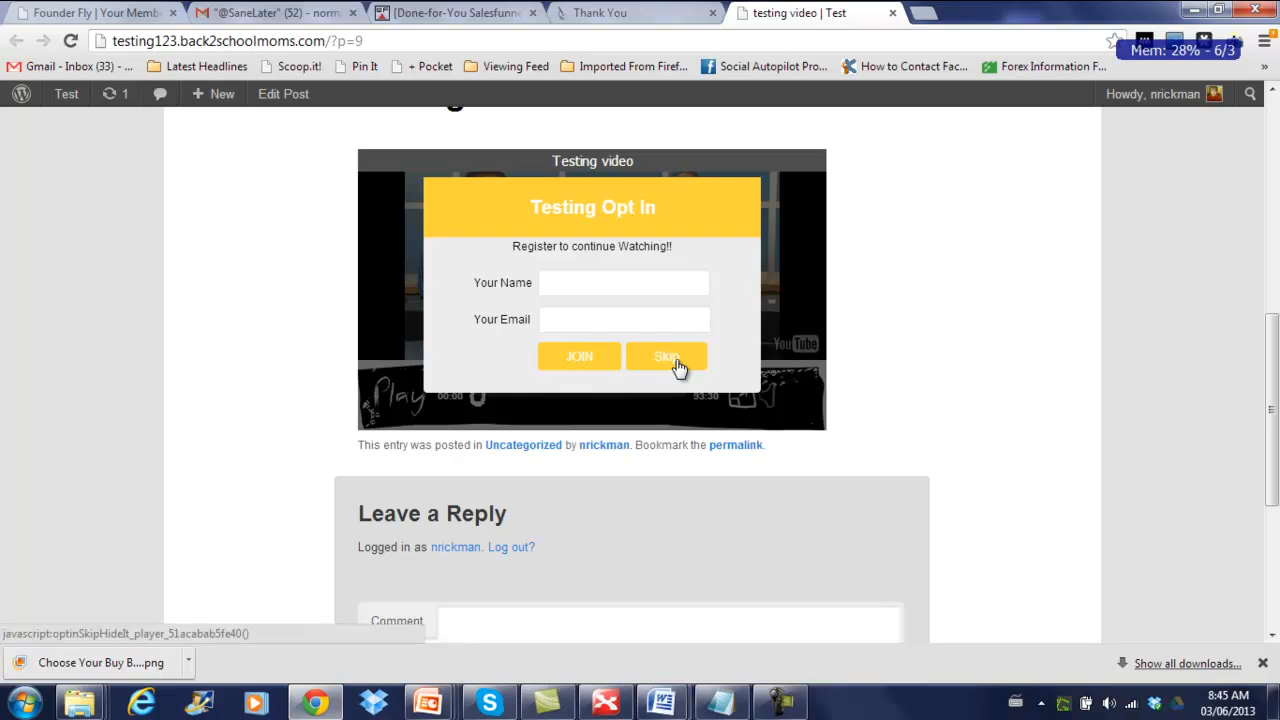 Founder Fly | Your Memb
"@SaneLater" (52) - norm
[Done-for-You Salesfunne
Thank You
testing video | Test
testing123.back2schoolmoms.com/?p=9
Mem: 28% - 6/3
Gmail - Inbox (33) -...
Latest Headlines
Scoop.it!
Pin It
+ Pocket
Viewing Feed
Imported From Firef...
Social Autopilot Pro...
How to Contact Fac...
Forex Information F...
»
Test
1
+ New
Edit Post
Howdy, nrickman
Testing video
Testing Opt In
Register to continue Watching!!
Your Name
Your Email
JOIN
Skip
YouTube
Play
00:00
93:30
This entry was posted in Uncategorized by nrickman. Bookmark the permalink.
Leave a Reply
Logged in as nrickman. Log out?
Comment
javascript:optinSkipHideIt_player_51acabab5fe40()
Choose Your Buy B....png
Show all downloads...
8:45 AM
03/06/2013